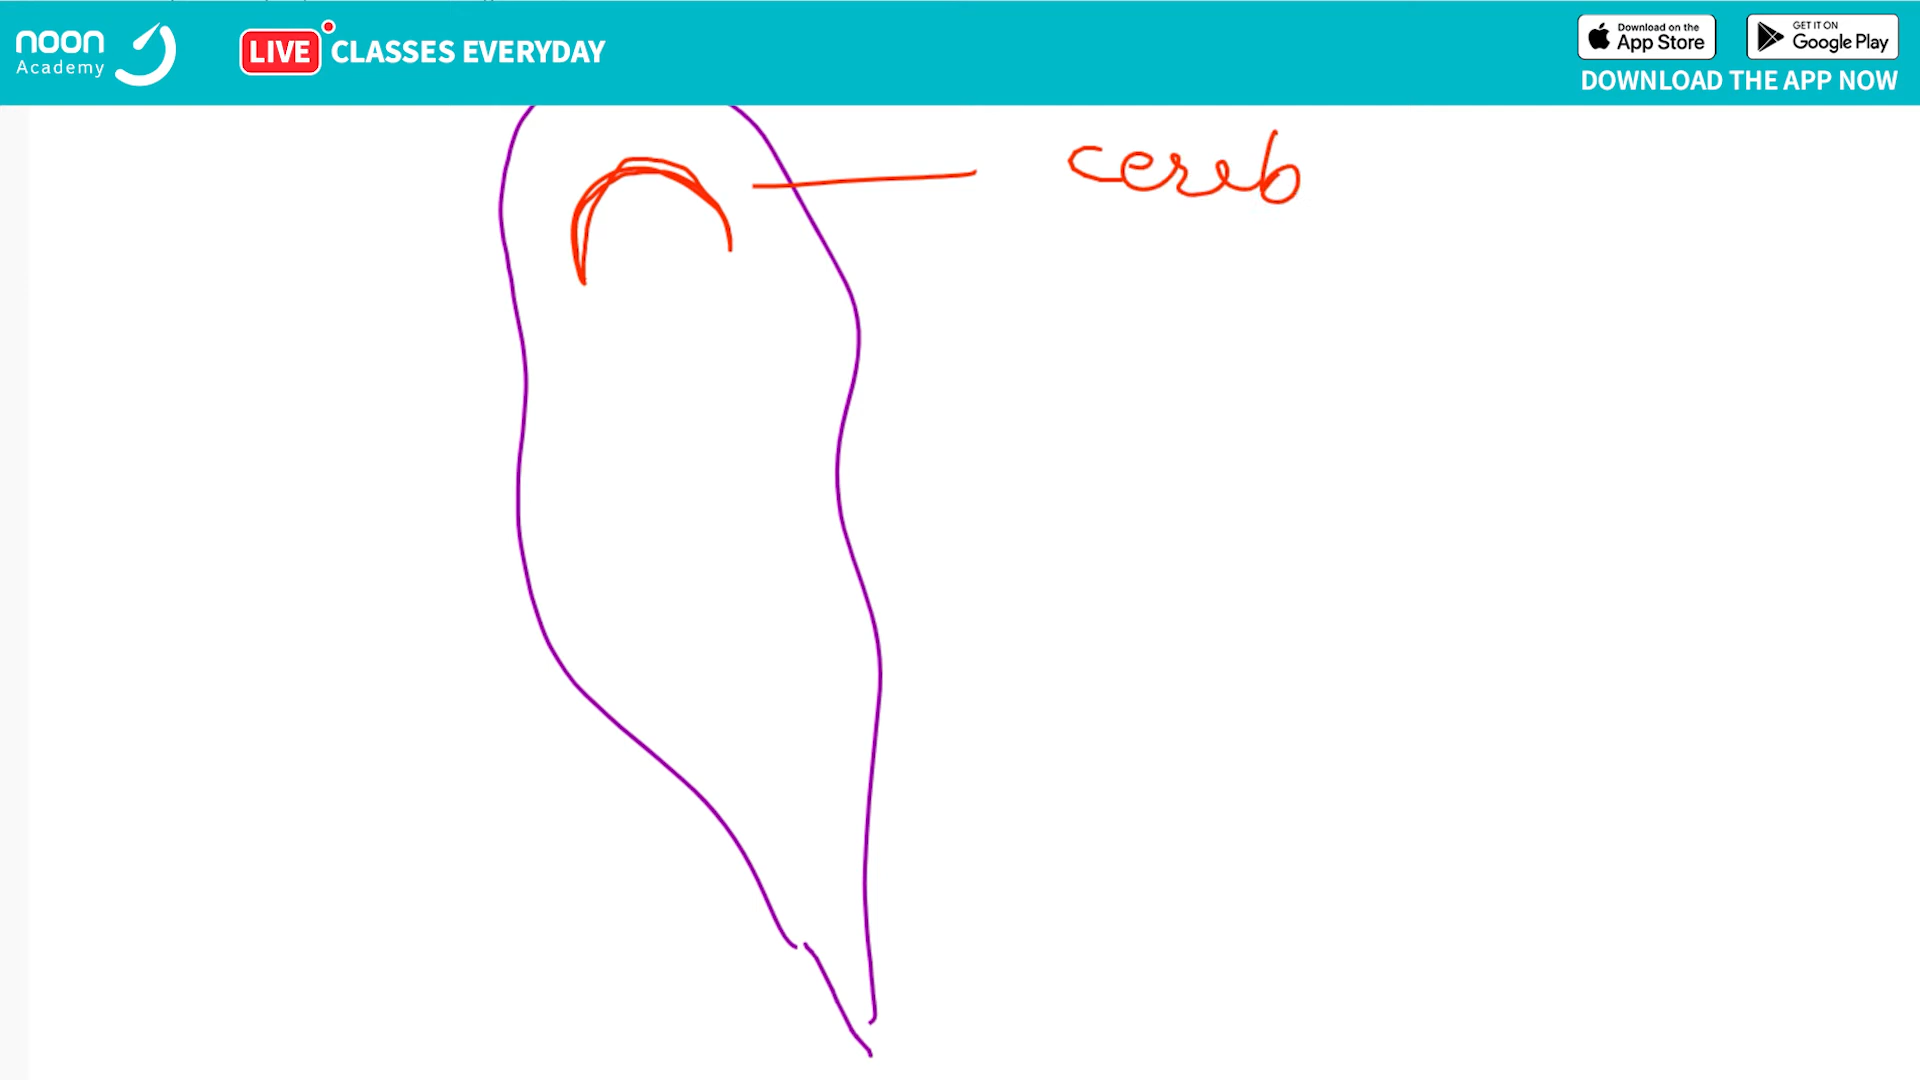 noon
Academy
LIVE CLASSES EVERYDAY
Download on the
App Store
GET IT ON
Google Play
DOWNLOAD THE APP NOW
cereb